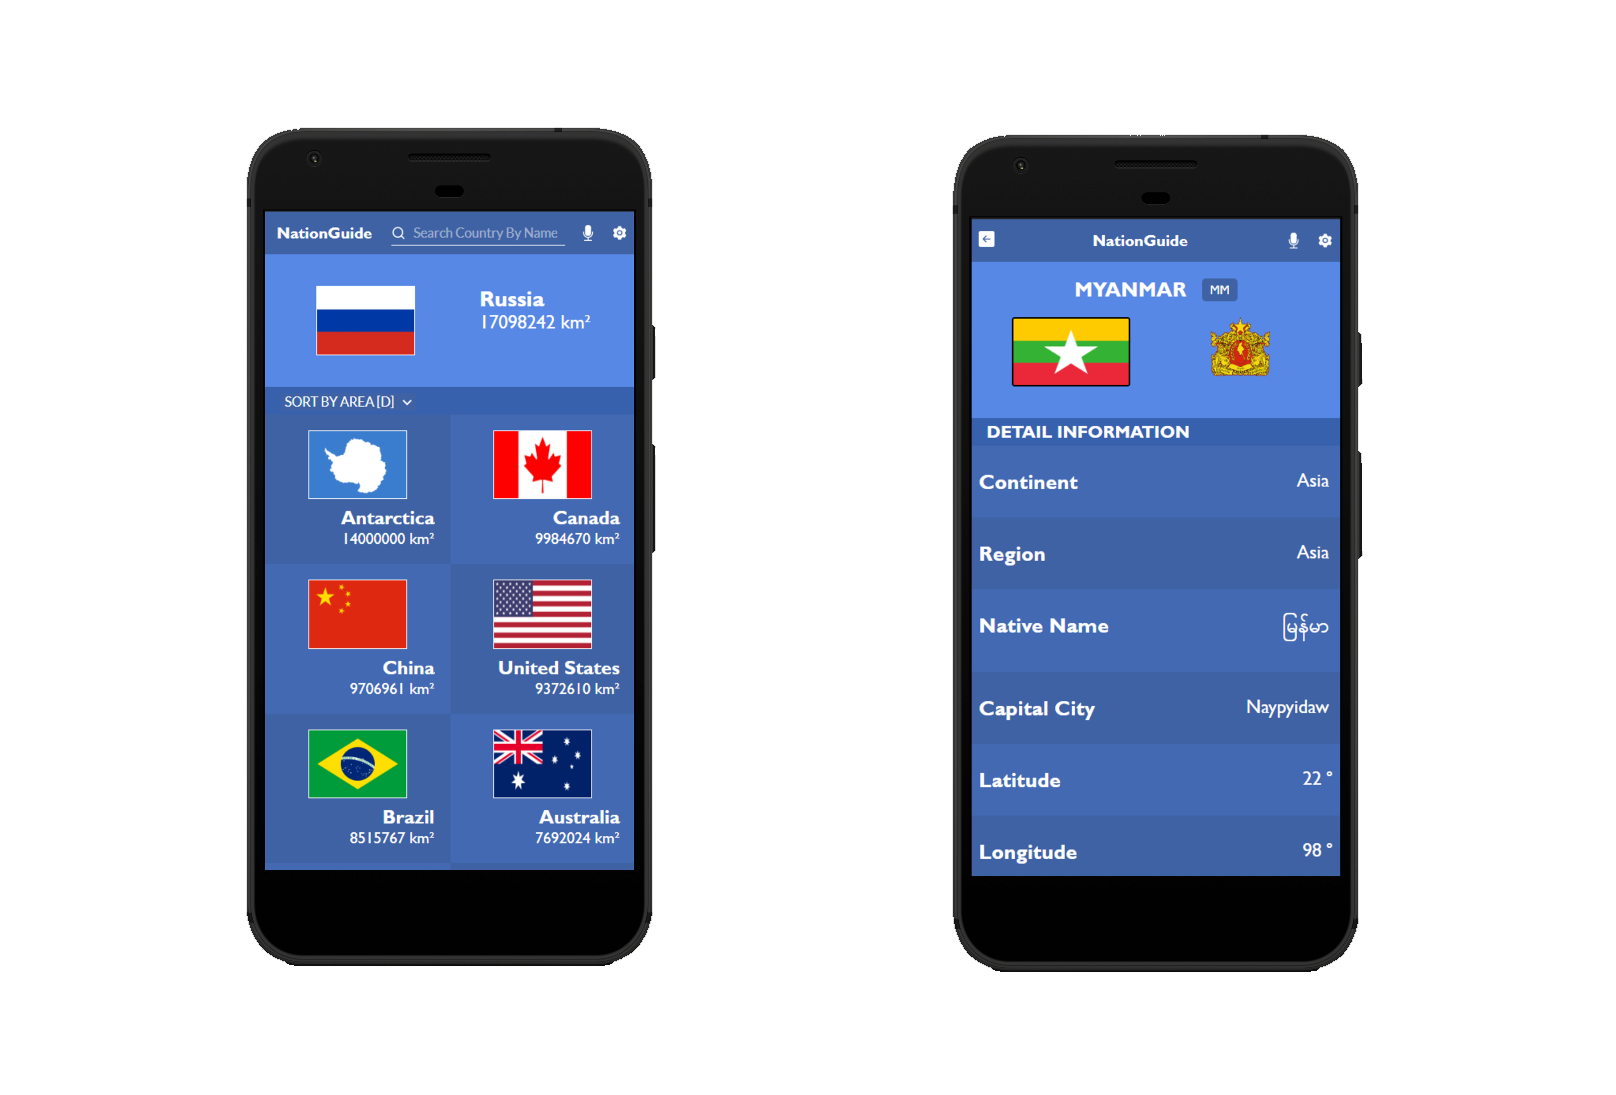 NationGuide
Search Country By Name
Russia
17098242 km²
SORT BY AREA [D]
Antarctica
14000000 km²
Canada
9984670 km²
China
9706961 km²
United States
9372610 km²
Brazil
8515767 km²
Australia
7692024 km²
NationGuide
MYANMAR MM
DETAIL INFORMATION
Continent Asia
Region Asia
Native Name မြန်မာ
Capital City Naypyidaw
Latitude 22 °
Longitude 98 °